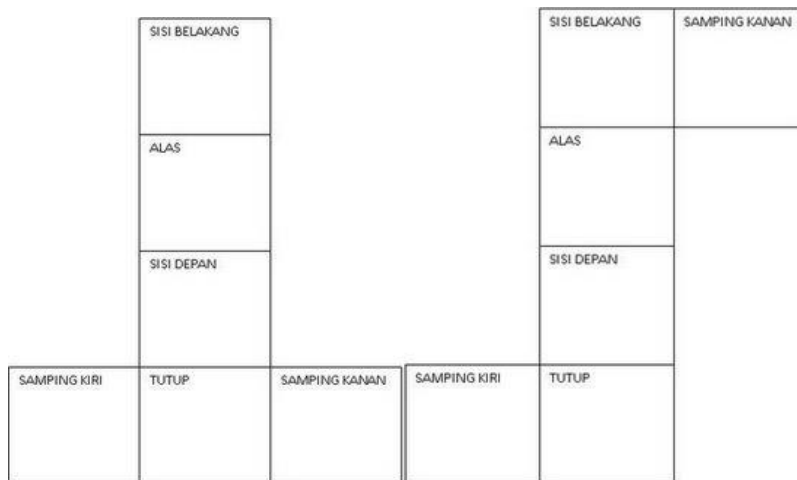 SISI BELAKANG
ALAS
SISI DEPAN
SAMPING KIRI TUTUP SAMPING KANAN
SISI BELAKANG SAMPING KANAN
ALAS
SISI DEPAN
SAMPING KIRI TUTUP